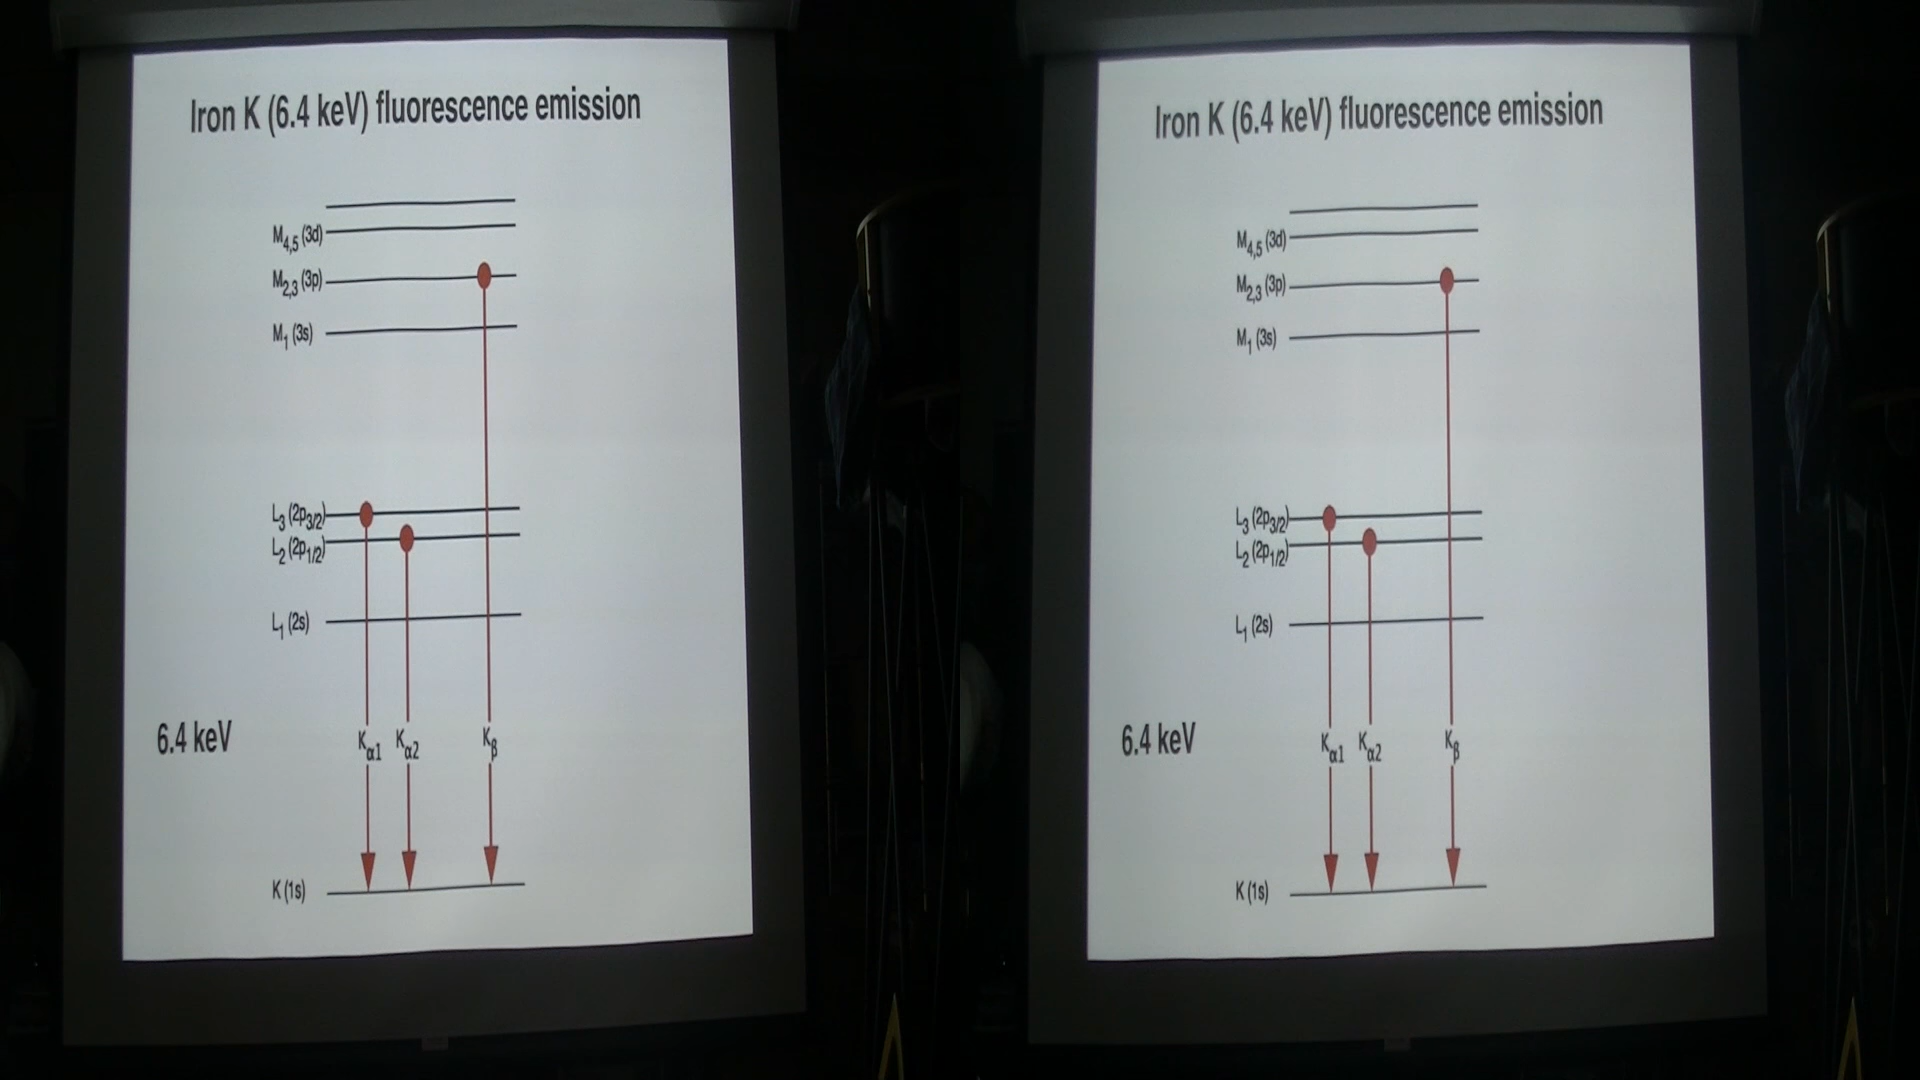 Iron K (6.4 keV) fluorescence emission
M4,5 (3d)
M2,3 (3p)
M1 (3s)
L3 (2p3/2)
L2 (2p1/2)
L1 (2s)
6.4 keV
Kα1 Kα2 Kβ
K (1s)
Iron K (6.4 keV) fluorescence emission
M4,5 (3d)
M2,3 (3p)
M1 (3s)
L3 (2p3/2)
L2 (2p1/2)
L1 (2s)
6.4 keV
Kα1 Kα2 Kβ
K (1s)